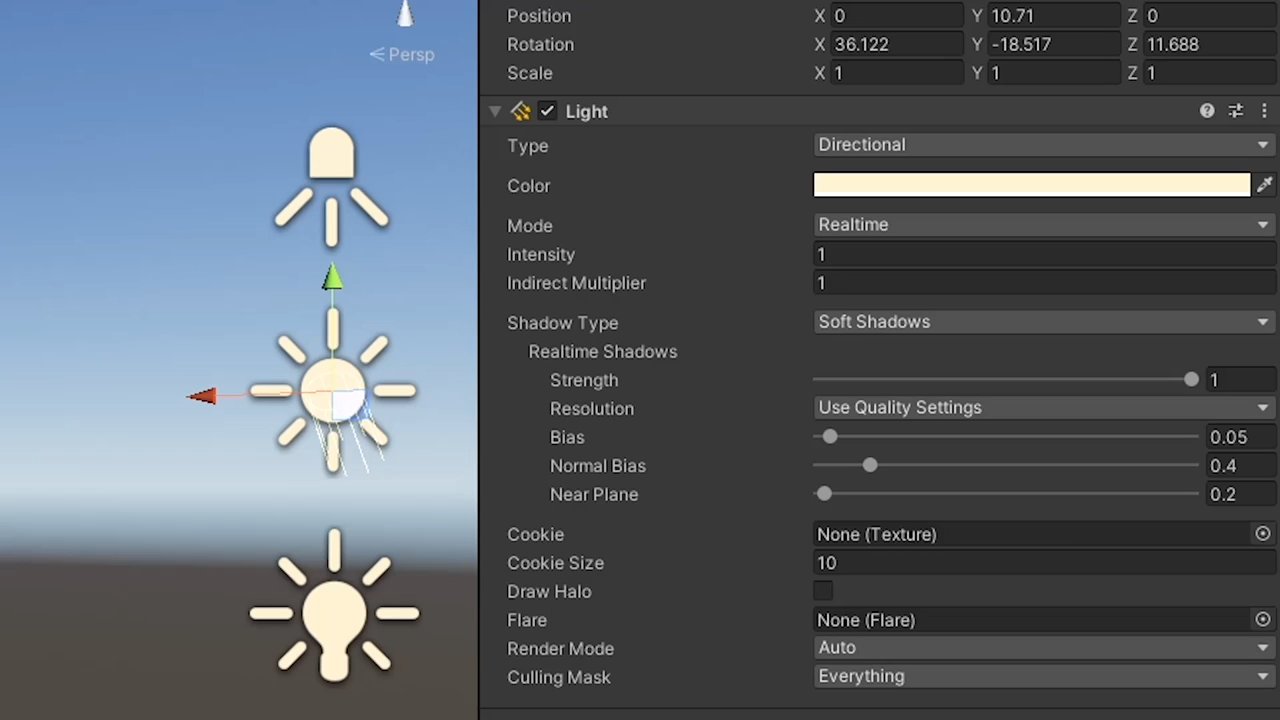 Persp
Position X 0 Y 10.71 Z 0
Rotation X 36.122 Y -18.517 Z 11.688
Scale X 1 Y 1 Z 1
Light
Type Directional
Color
Mode Realtime
Intensity 1
Indirect Multiplier 1
Shadow Type Soft Shadows
Realtime Shadows
Strength 1
Resolution Use Quality Settings
Bias 0.05
Normal Bias 0.4
Near Plane 0.2
Cookie None (Texture)
Cookie Size 10
Draw Halo
Flare None (Flare)
Render Mode Auto
Culling Mask Everything